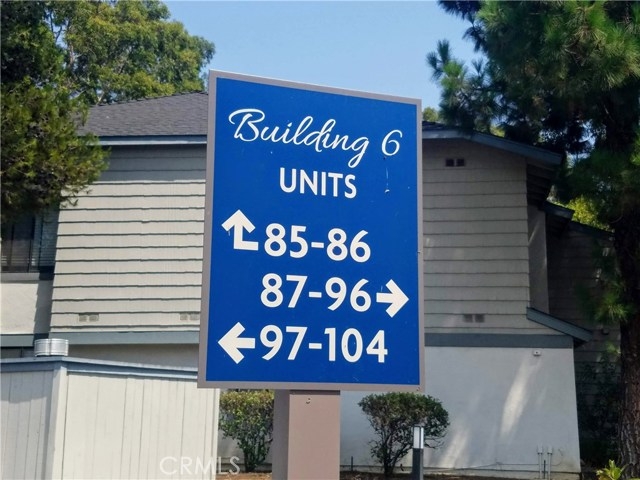 Building 6
UNITS
85-86
87-96
97-104
CRMLS